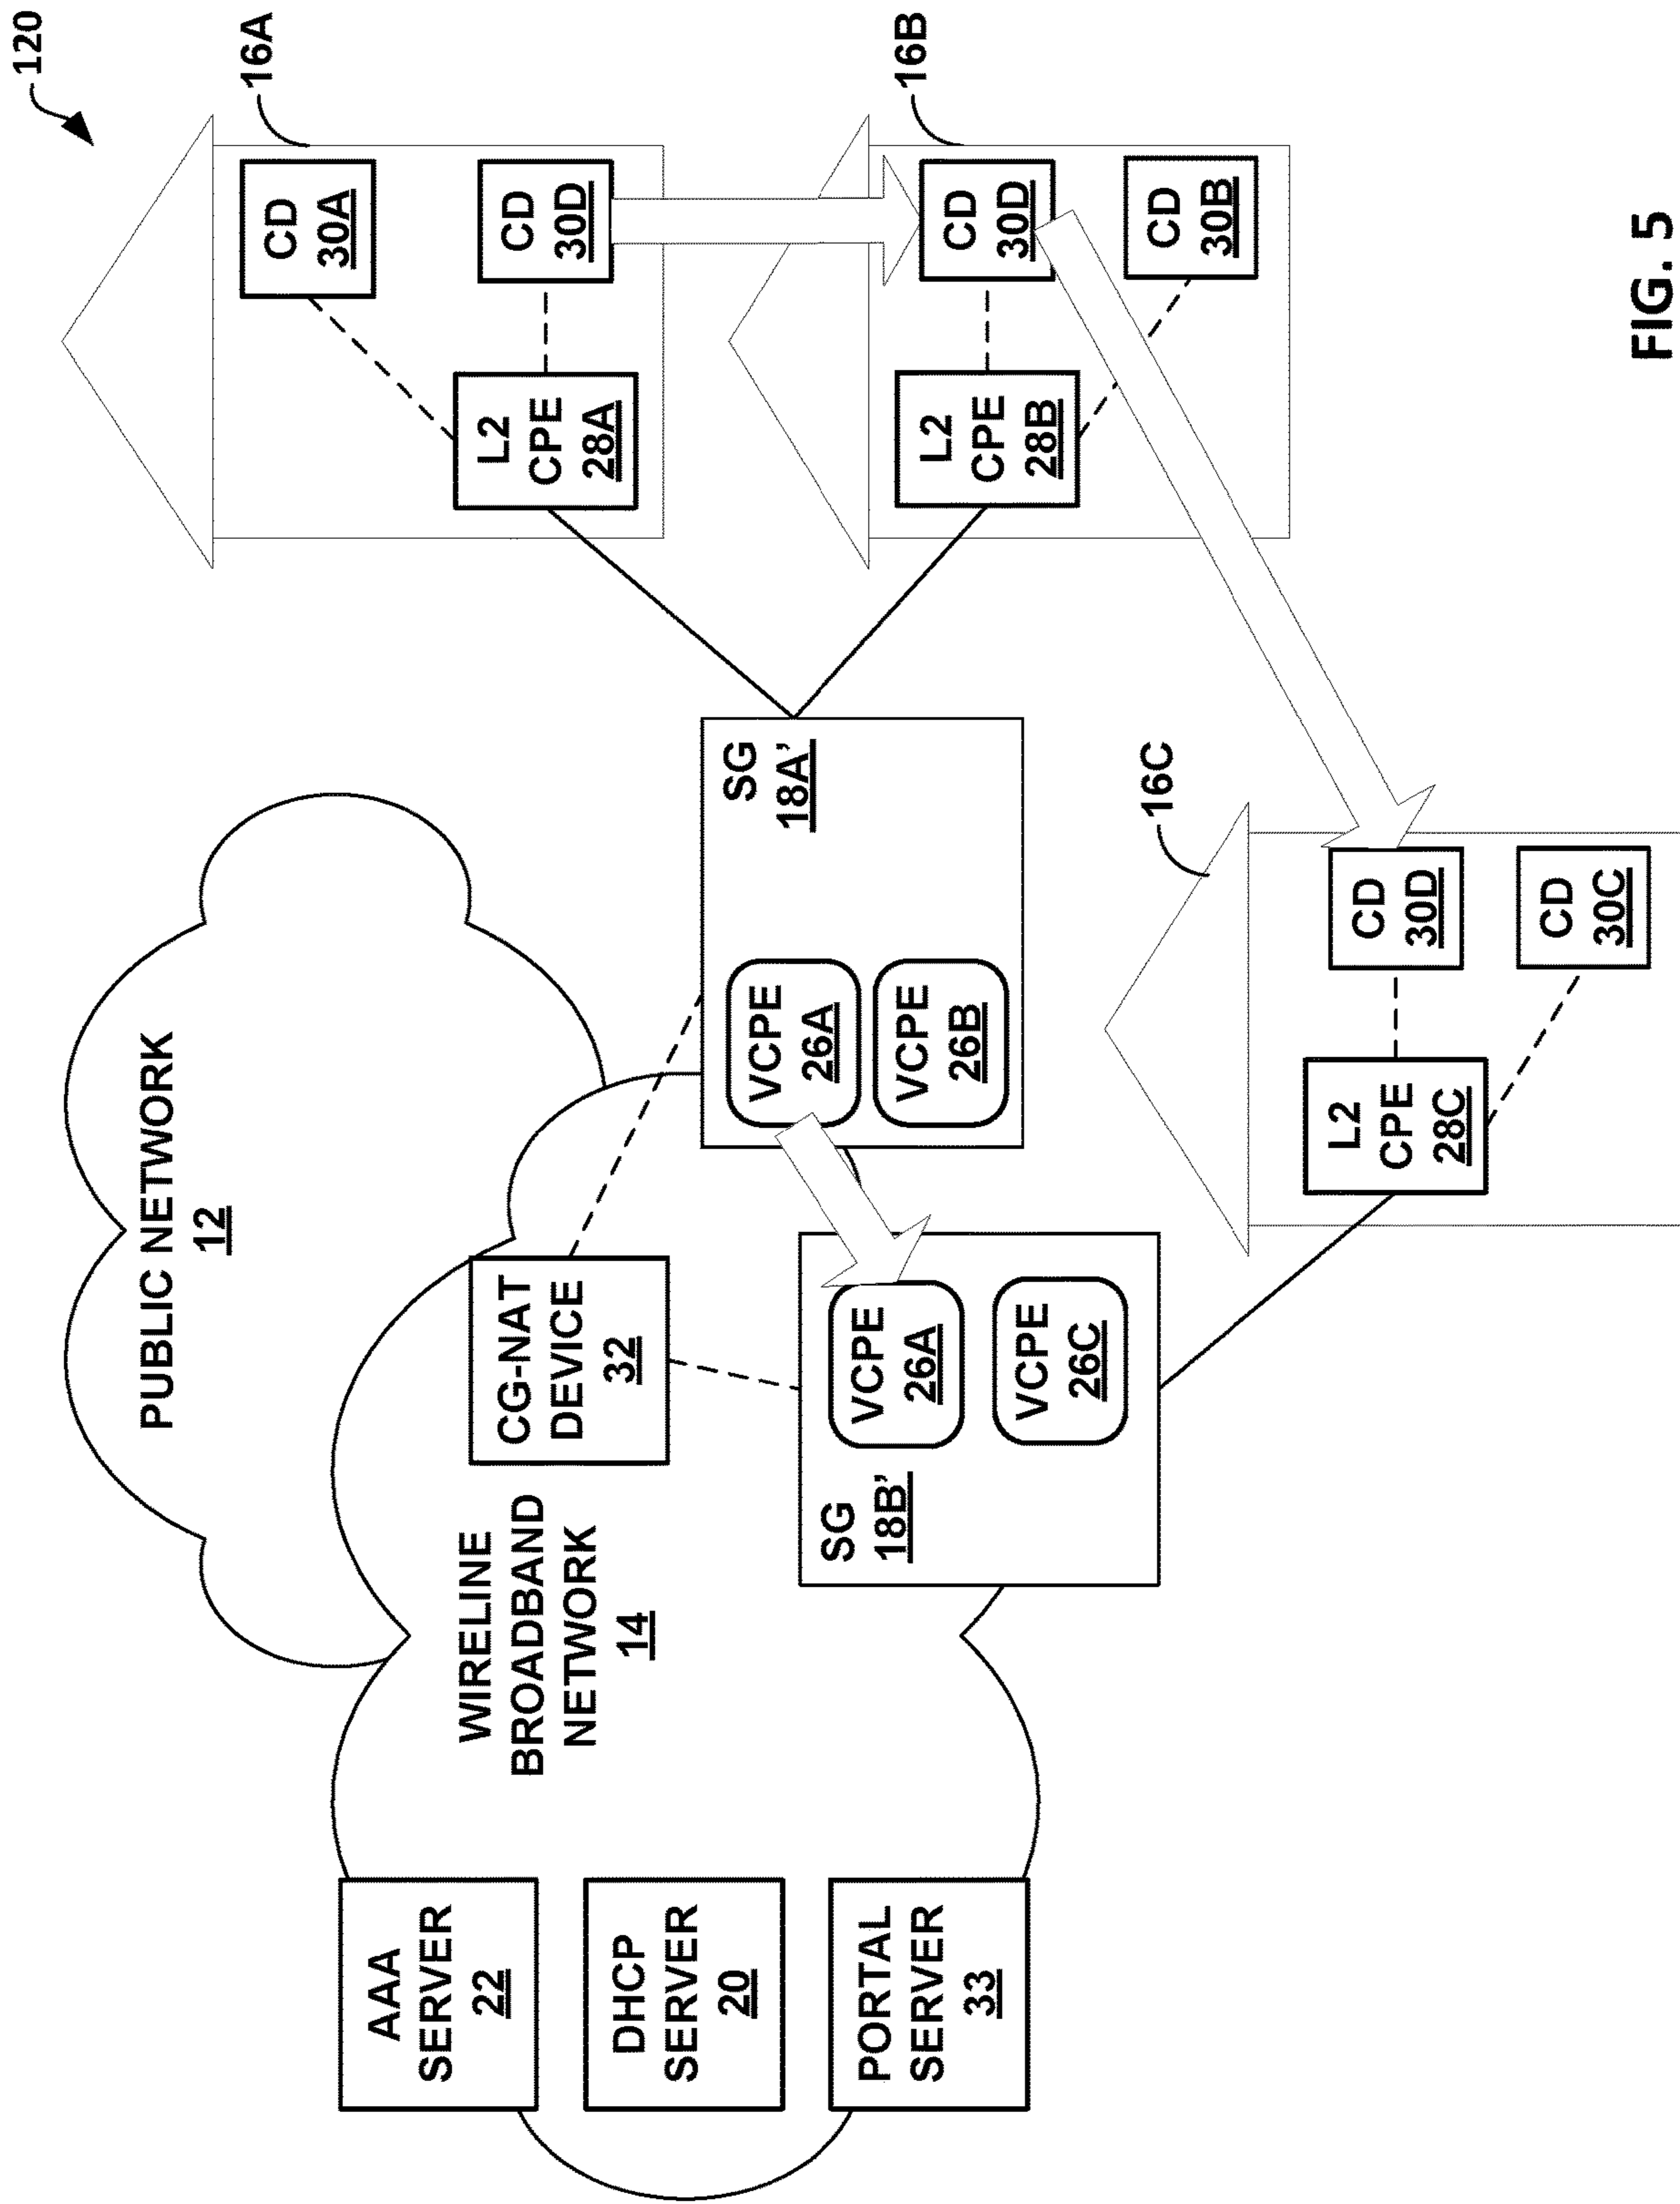 120
PUBLIC NETWORK
12
16A
CD
30A
CD
30D
L2
CPE
28A
AAA
SERVER
22
WIRELINE
BROADBAND
NETWORK
14
CG-NAT
DEVICE
32
DHCP
SERVER
20
PORTAL
SERVER
33
SG
18A'
VCPE
26A
VCPE
26B
16B
CD
30D
CD
30B
L2
CPE
28B
SG
18B'
VCPE
26A
VCPE
26C
16C
CD
30D
CD
30C
L2
CPE
28C
FIG. 5